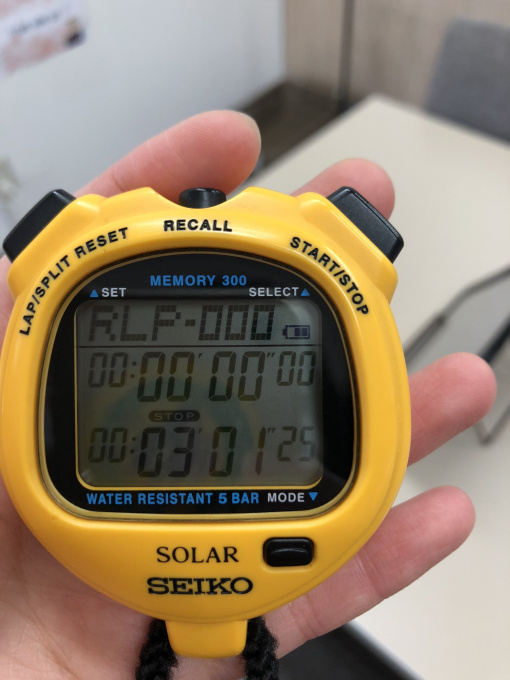 RECALL
LAP/SPLIT RESET
START/STOP
MEMORY 300
▲SET SELECT▲
RLP-000
00:00'00"00
STOP
00:03'01"25
WATER RESISTANT 5 BAR MODE▼
SOLAR
SEIKO